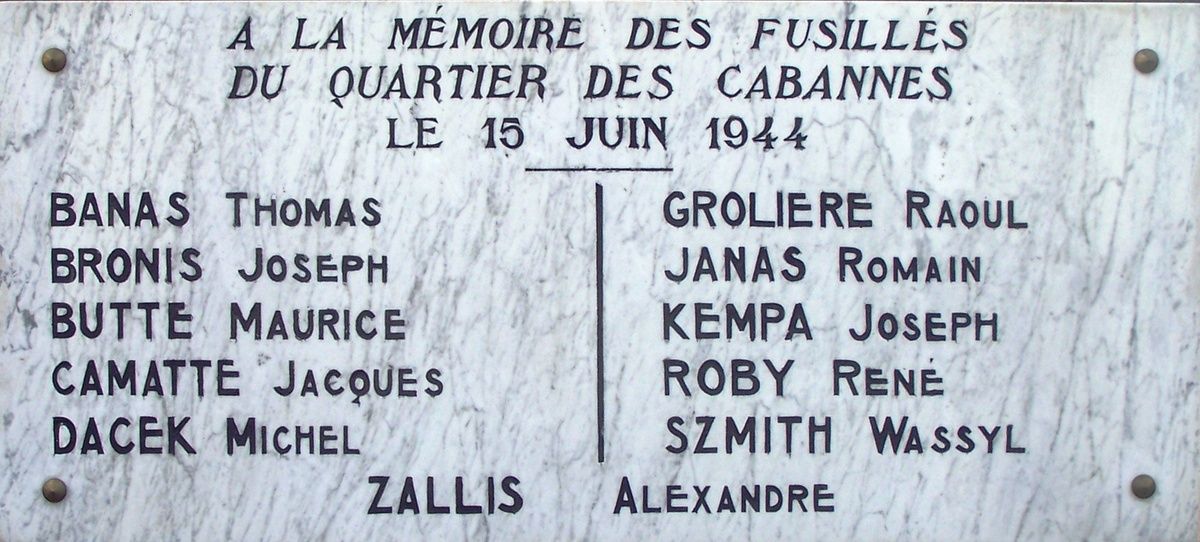 A LA MÉMOIRE DES FUSILLÉS
DU QUARTIER DES CABANNES
LE 15 JUIN 1944
BANAS THOMAS
BRONIS JOSEPH
BUTTE MAURICE
CAMATTE JACQUES
DACEK MICHEL
GROLIERE RAOUL
JANAS ROMAIN
KEMPA JOSEPH
ROBY RENÉ
SZMITH WASSYL
ZALLIS ALEXANDRE